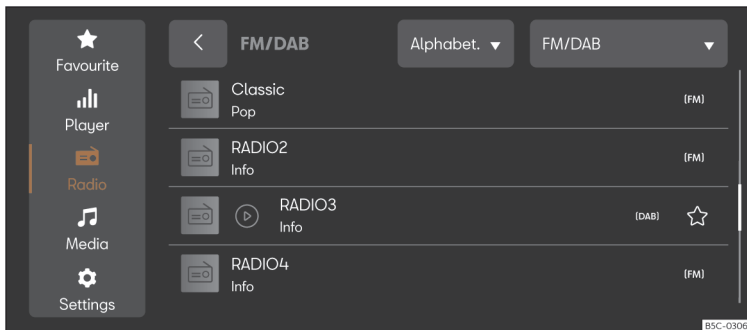 Favourite
Player
Radio
Media
Settings
FM/DAB
Alphabet.
FM/DAB
Classic
Pop
(FM)
RADIO2
Info
(FM)
RADIO3
Info
(DAB)
RADIO4
Info
(FM)
B5C-0306